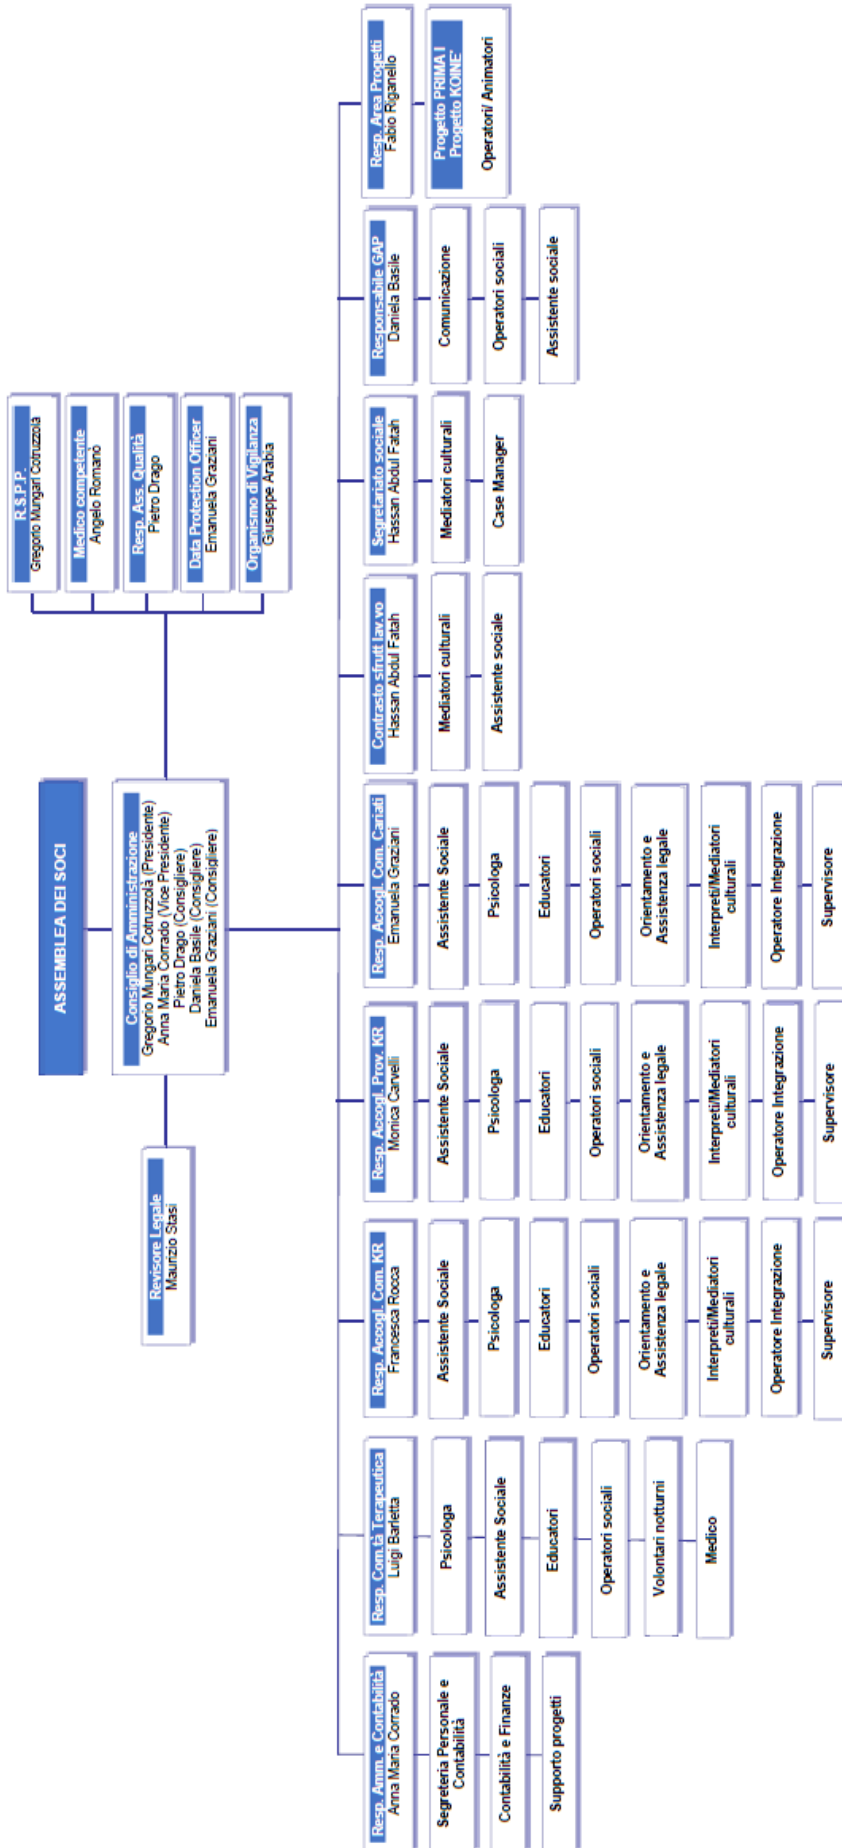 ASSEMBLEA DEI SOCI
Consiglio di Amministrazione
Gregorio Mungari Cotruzzolà (Presidente)
Anna Maria Corrado (Vice Presidente)
Pietro Drago (Consigliere)
Daniela Basile (Consigliere)
Emanuela Graziani (Consigliere)
Revisore Legale
Maurizio Stasi
R.S.P.P.
Gregorio Mungari Cotruzzolà
Medico competente
Angelo Romanò
Resp. Ass. Qualità
Pietro Drago
Data Protection Officer
Emanuela Graziani
Organismo di Vigilanza
Giuseppe Arabia
Resp. Amm. e Contabilità
Anna Maria Corrado
Segreteria Personale e
Contabilità
Contabilità e Finanze
Supporto progetti
Resp. Com.tà Terapeutica
Luigi Barletta
Psicologa
Assistente Sociale
Educatori
Operatori sociali
Volontari notturni
Medico
Resp. Accogl. Com. KR
Francesca Rocca
Assistente Sociale
Psicologa
Educatori
Operatori sociali
Orientamento e
Assistenza legale
Interpreti/Mediatori
culturali
Operatore Integrazione
Supervisore
Resp. Accogl. Prov. KR
Monica Carvelli
Assistente Sociale
Psicologa
Educatori
Operatori sociali
Orientamento e
Assistenza legale
Interpreti/Mediatori
culturali
Operatore Integrazione
Supervisore
Resp. Accogl. Com. Cariati
Emanuela Graziani
Assistente Sociale
Psicologa
Educatori
Operatori sociali
Orientamento e
Assistenza legale
Interpreti/Mediatori
culturali
Operatore Integrazione
Supervisore
Contrasto sfrutt lav.vo
Hassan Abdul Fatah
Mediatori culturali
Assistente sociale
Segretariato sociale
Hassan Abdul Fatah
Mediatori culturali
Case Manager
Responsabile GAP
Daniela Basile
Comunicazione
Operatori sociali
Assistente sociale
Resp. Area Progetti
Fabio Riganello
Progetto PRIMA I
Progetto KOINE'
Operatori/ Animatori